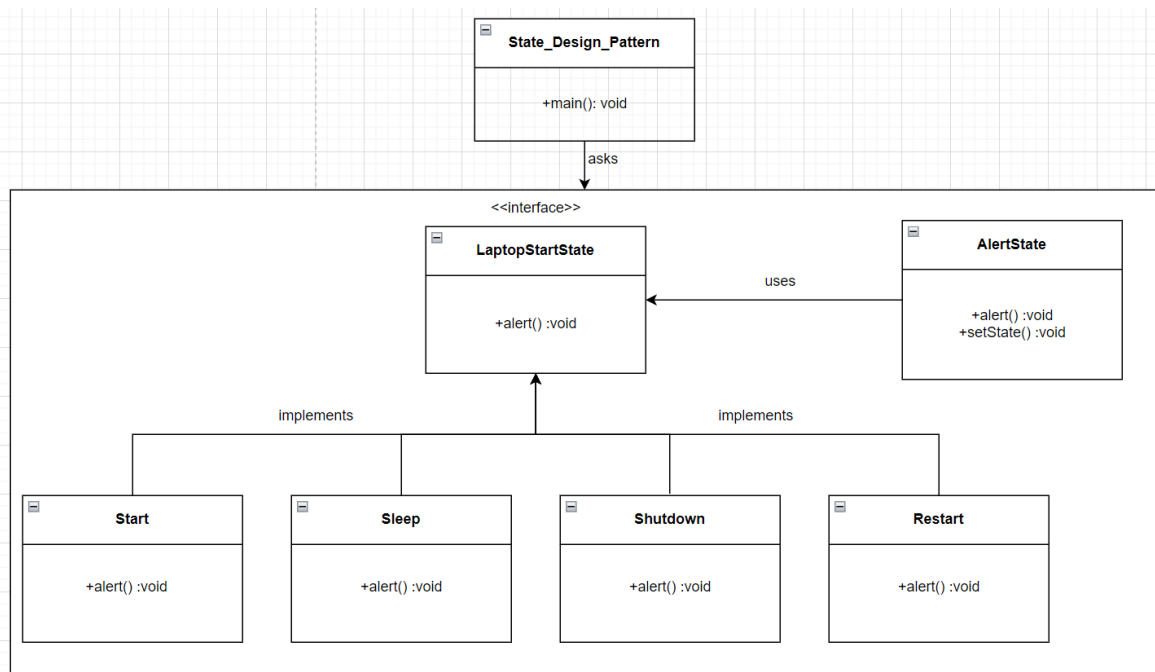 State_Design_Pattern
+main(): void
asks
<<interface>>
LaptopStartState
+alert() :void
uses
AlertState
+alert() :void
+setState() :void
implements
implements
Start
+alert() :void
Sleep
+alert() :void
Shutdown
+alert() :void
Restart
+alert() :void